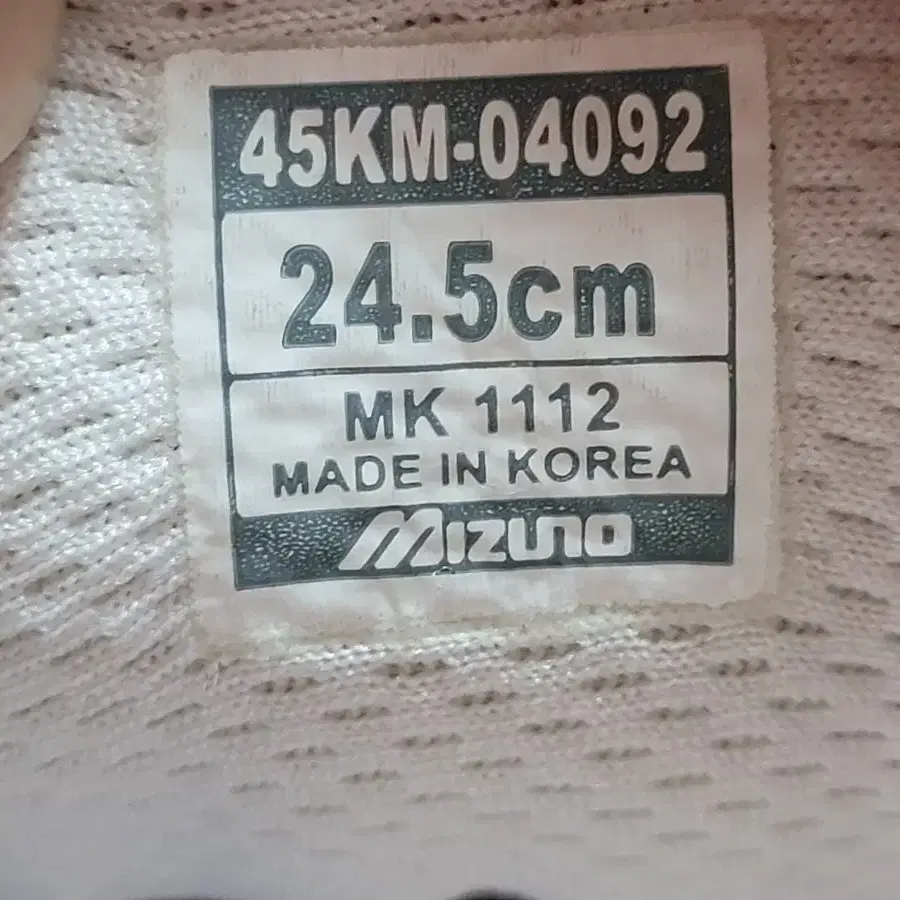 45KM-04092
24.5cm
MK 1112
MADE IN KOREA
MIZUNO